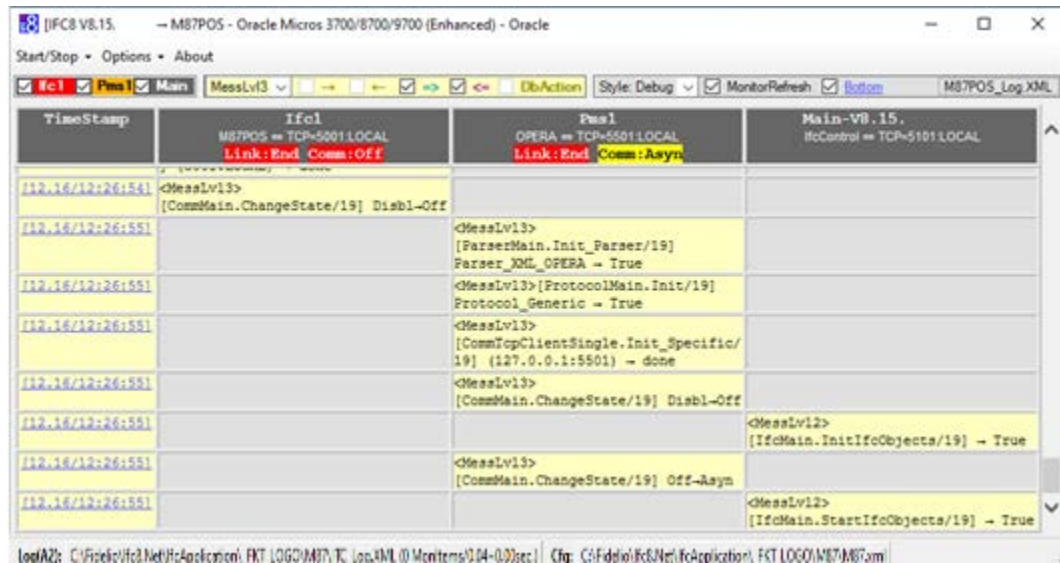 [IFC8 V8.15. → M87POS - Oracle Micros 3700/8700/9700 (Enhanced) - Oracle
Start/Stop Options About
Ifc1 Pms1 Main MessLvl3 → ← => <= DbAction Style: Debug MonitorRefresh Bottom M87POS_Log.XML
TimeStamp Ifc1 Pms1 Main-V8.15.
M87POS == TCP=5001:LOCAL OPERA == TCP=5501:LOCAL IfcControl == TCP=5101:LOCAL
Link:End Comm:Off Link:End Comm:Asyn
[12.16/12:26:54] <MessLvl3>
[CommMain.ChangeState/19] Disbl→Off
[12.16/12:26:55] <MessLvl3>
[ParserMain.Init_Parser/19]
Parser_XML_OPERA → True
[12.16/12:26:55] <MessLvl3>[ProtocolMain.Init/19]
Protocol_Generic → True
[12.16/12:26:55] <MessLvl3>
[CommTcpClientSingle.Init_Specific/
19] (127.0.0.1:5501) → done
[12.16/12:26:55] <MessLvl3>
[CommMain.ChangeState/19] Disbl→Off
[12.16/12:26:55] <MessLvl2>
[IfcMain.InitIfcObjects/19] → True
[12.16/12:26:55] <MessLvl3>
[CommMain.ChangeState/19] Off→Asyn
[12.16/12:26:55] <MessLvl2>
[IfcMain.StartIfcObjects/19] → True